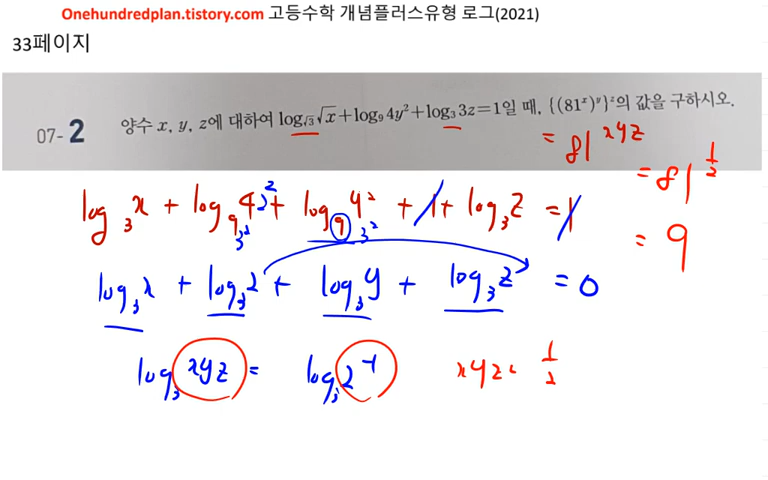 Onehundredplan.tistory.com 고등수학 개념플러스유형 로그(2021)
33페이지
07-2 양수 x, y, z에 대하여 log_{√3}√x+log_9 4y²+log_3 3z=1일 때, {(81^x)^y}^z의 값을 구하시오.
= 81^{xyz}
= 81^{1/2}
= 9
log_3 x + log_9 4 2² + log_9 y² + 1 + log_3 z = 1
3² 3²
log_3 x + log_3 2 + log_3 y + log_3 z = 0
log_3 xyz = log_3 2^{-1} xyz = 1/2